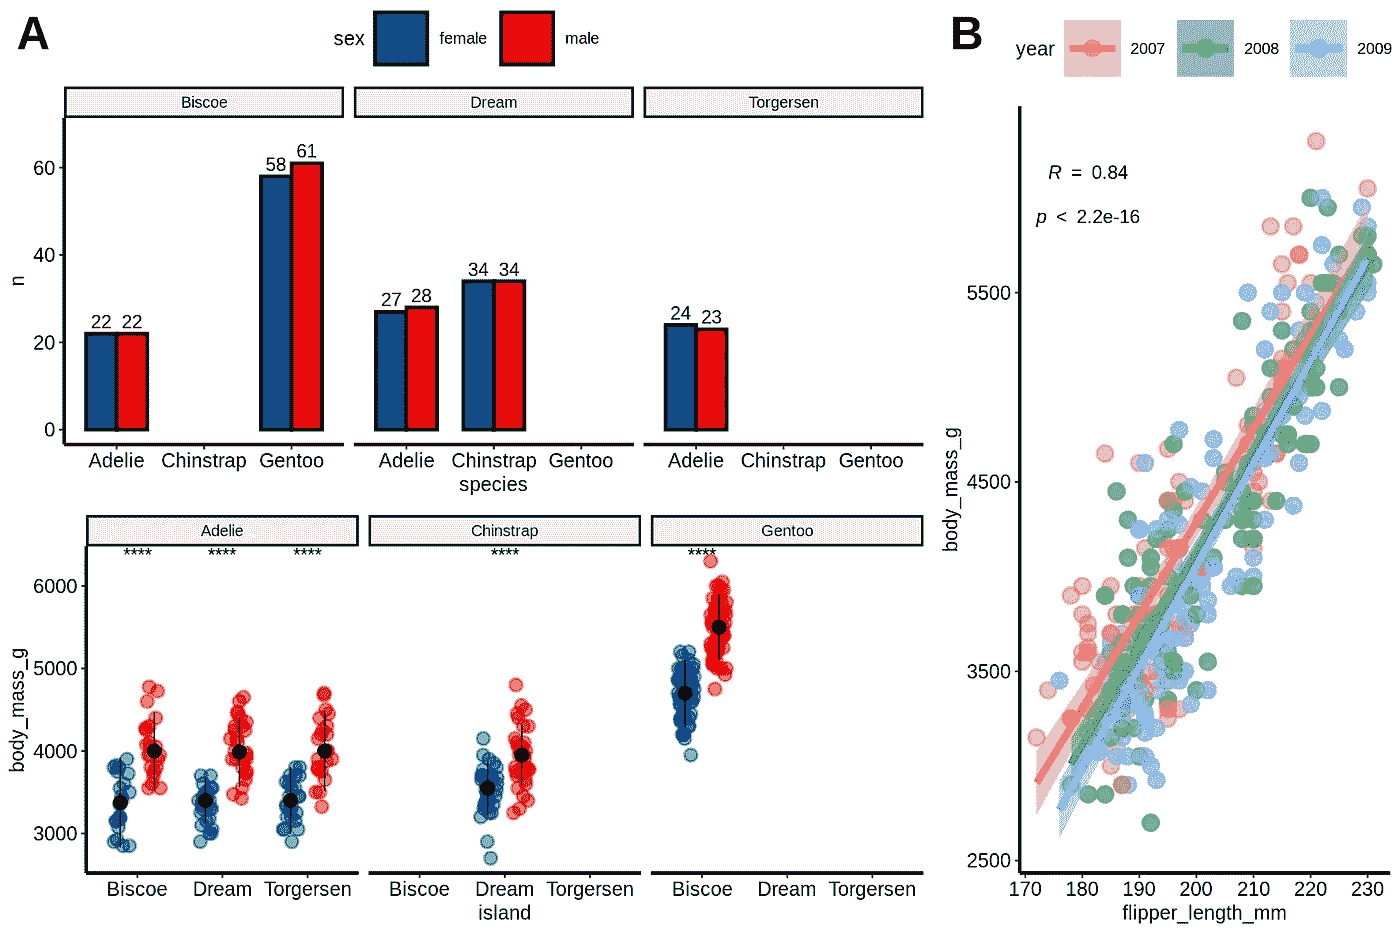 A
sex female male
Biscoe Dream Torgersen
n
60
40
20
0
22 22 58 61
27 28 34 34
24 23
Adelie Chinstrap Gentoo Adelie Chinstrap Gentoo Adelie Chinstrap Gentoo
species
Adelie Chinstrap Gentoo
**** **** **** **** ****
body_mass_g
6000
5000
4000
3000
Biscoe Dream Torgersen Biscoe Dream Torgersen Biscoe Dream Torgersen
island
B
year 2007 2008 2009
R = 0.84
p < 2.2e-16
body_mass_g
5500
4500
3500
2500
170 180 190 200 210 220 230
flipper_length_mm